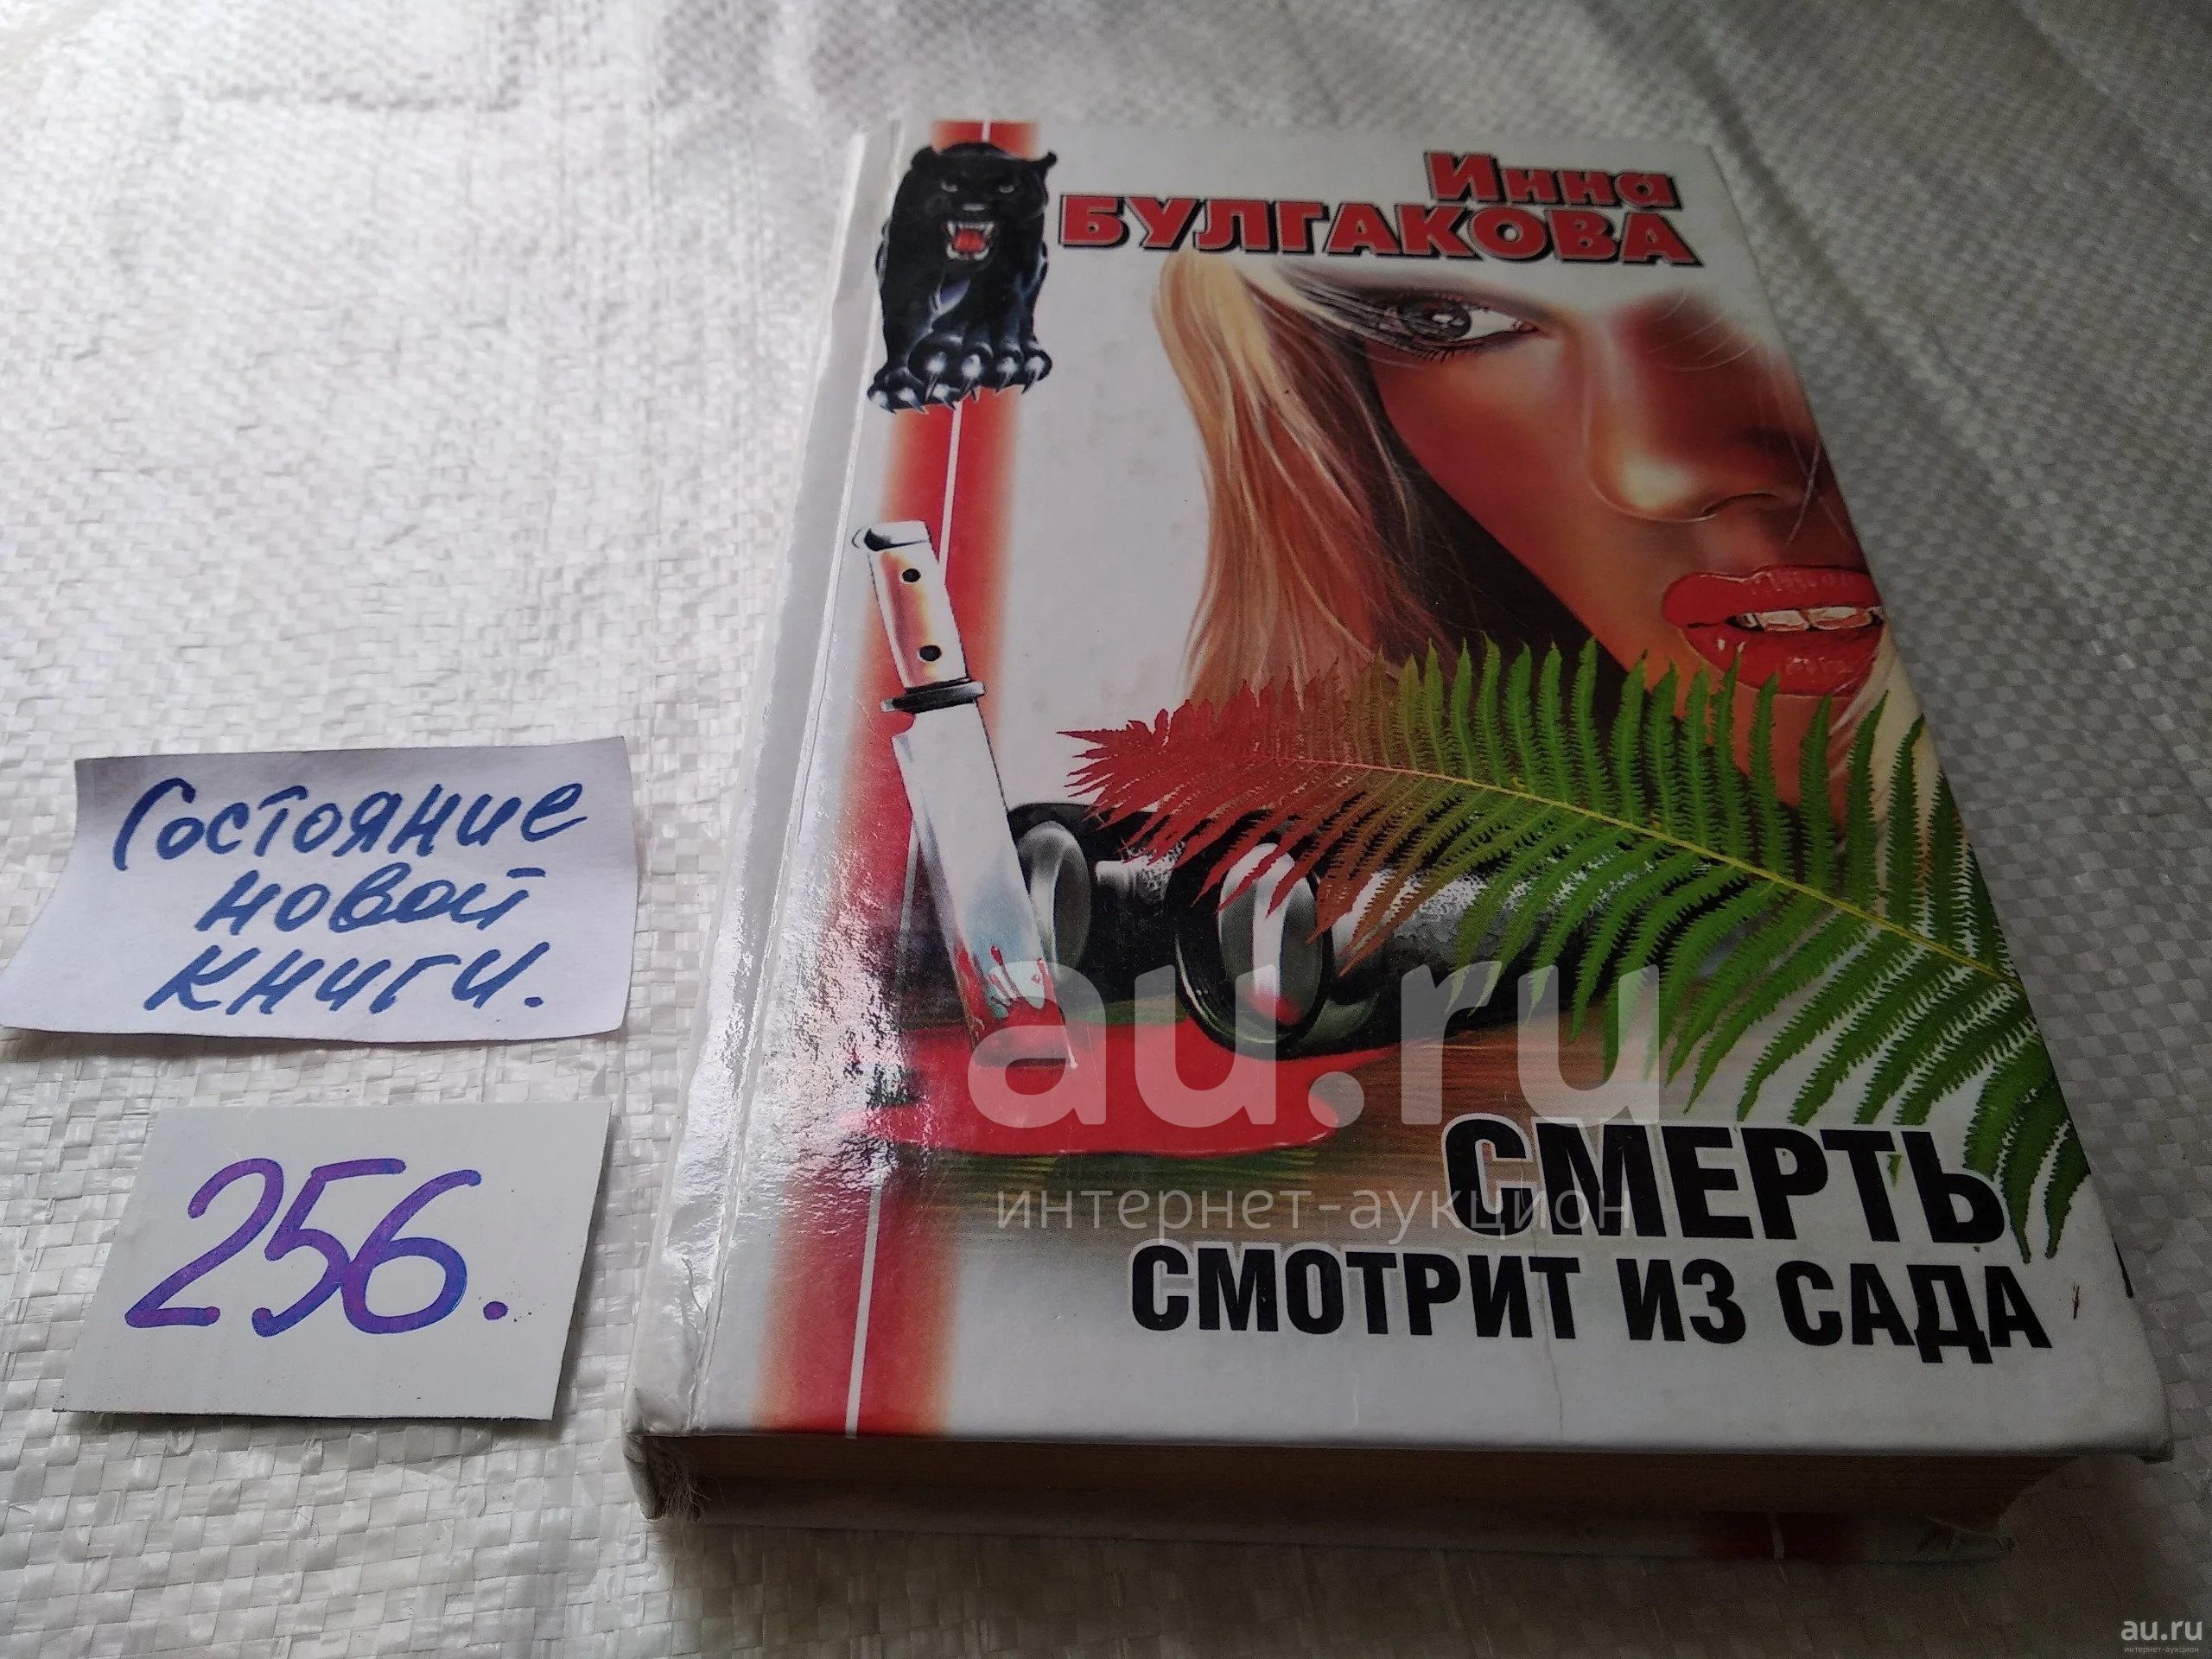 Инна
БУЛГАКОВА
Состояние
новой
книги.
256.
au.ru
интернет-аукцион
СМЕРТЬ
СМОТРИТ ИЗ САДА
au.ru
интернет-аукцион